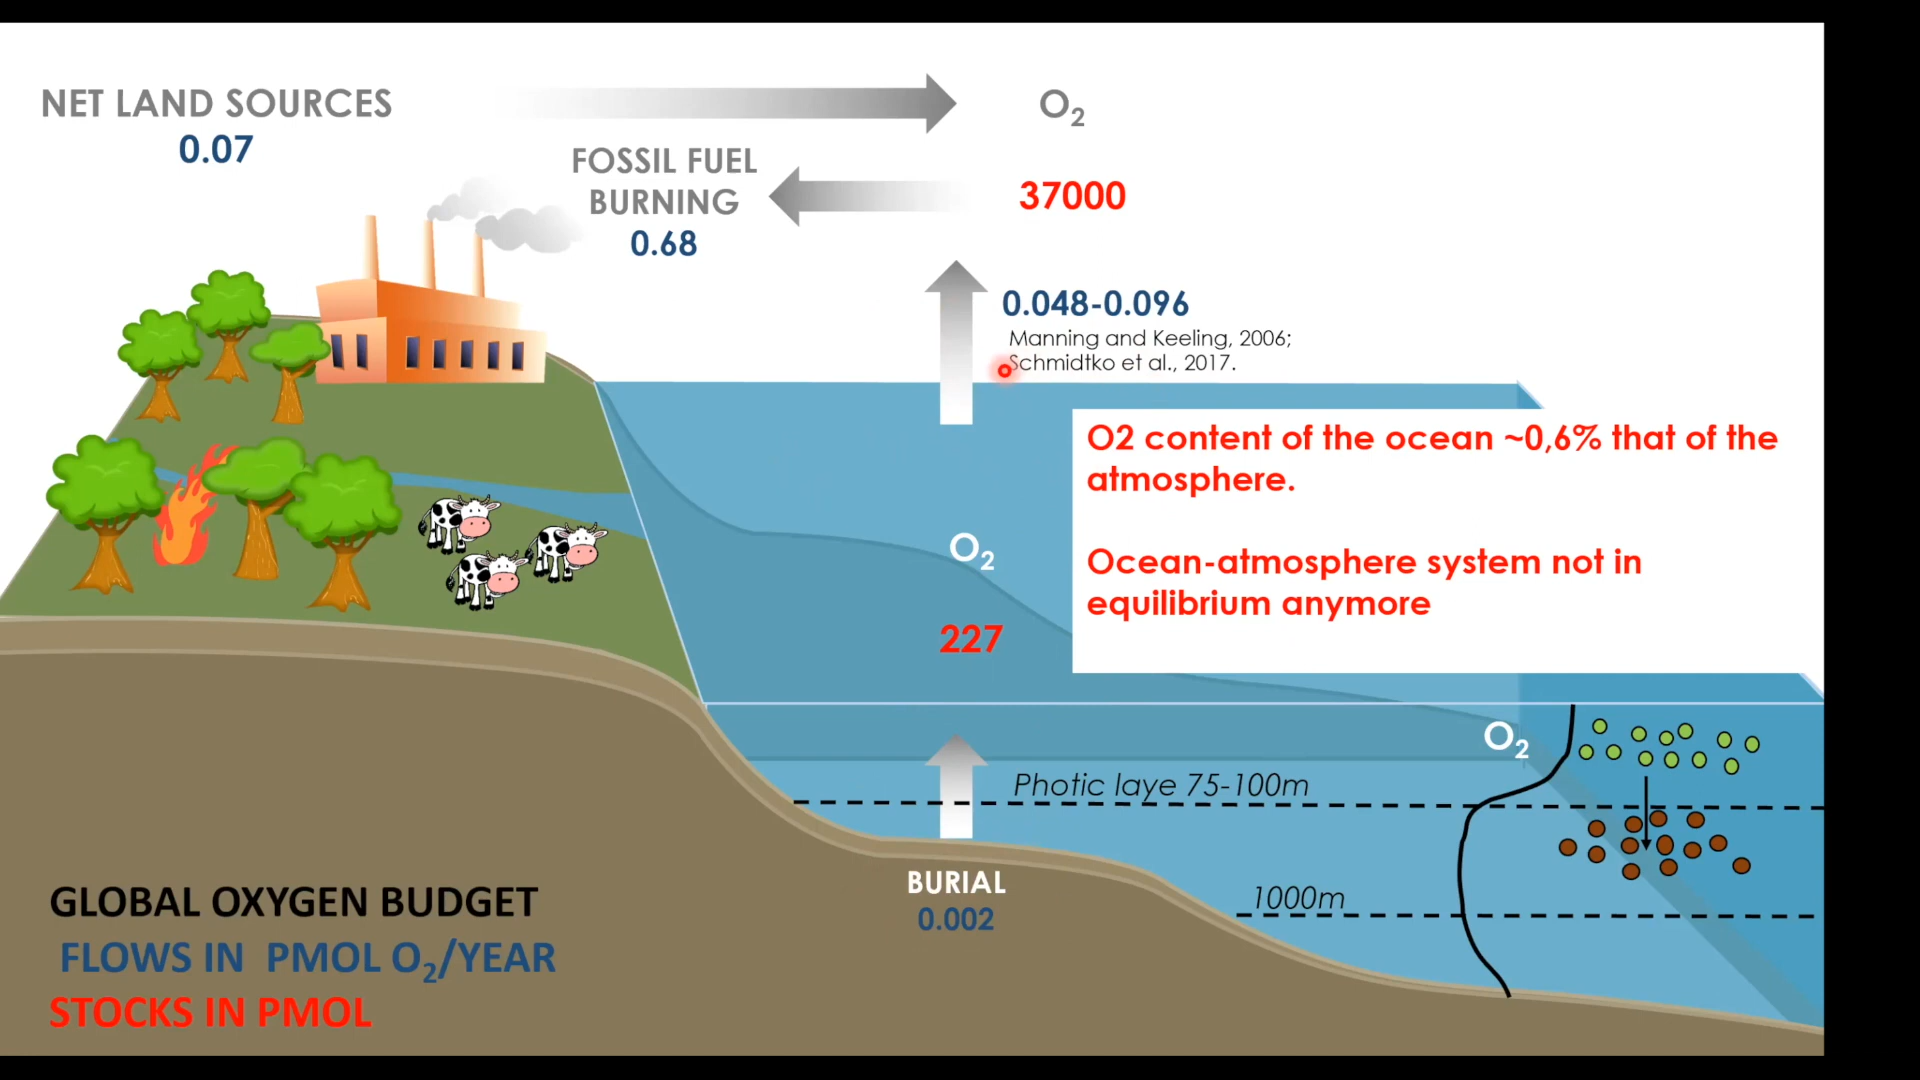 NET LAND SOURCES
0.07
O₂
FOSSIL FUEL
BURNING
0.68
37000
0.048-0.096
Manning and Keeling, 2006;
Schmidtko et al., 2017.
O2 content of the ocean ~0,6% that of the
atmosphere.
Ocean-atmosphere system not in
equilibrium anymore
O₂
227
O₂
Photic laye 75-100m
BURIAL
0.002
1000m
GLOBAL OXYGEN BUDGET
FLOWS IN PMOL O₂/YEAR
STOCKS IN PMOL